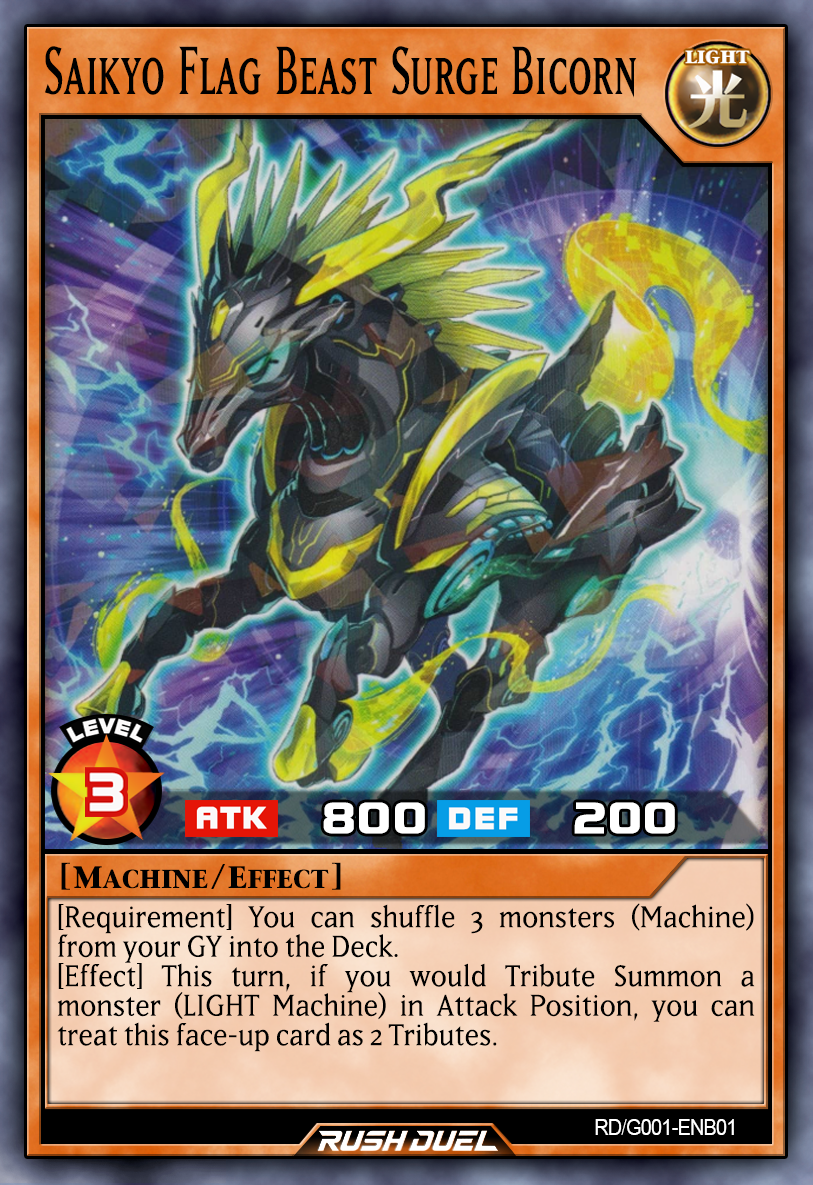 Saikyo Flag Beast Surge Bicorn
LIGHT
光
LEVEL
3
ATK 800 DEF 200
[Machine/Effect]
[Requirement] You can shuffle 3 monsters (Machine)
from your GY into the Deck.
[Effect] This turn, if you would Tribute Summon a
monster (LIGHT Machine) in Attack Position, you can
treat this face-up card as 2 Tributes.
RD/G001-ENB01
RUSH DUEL